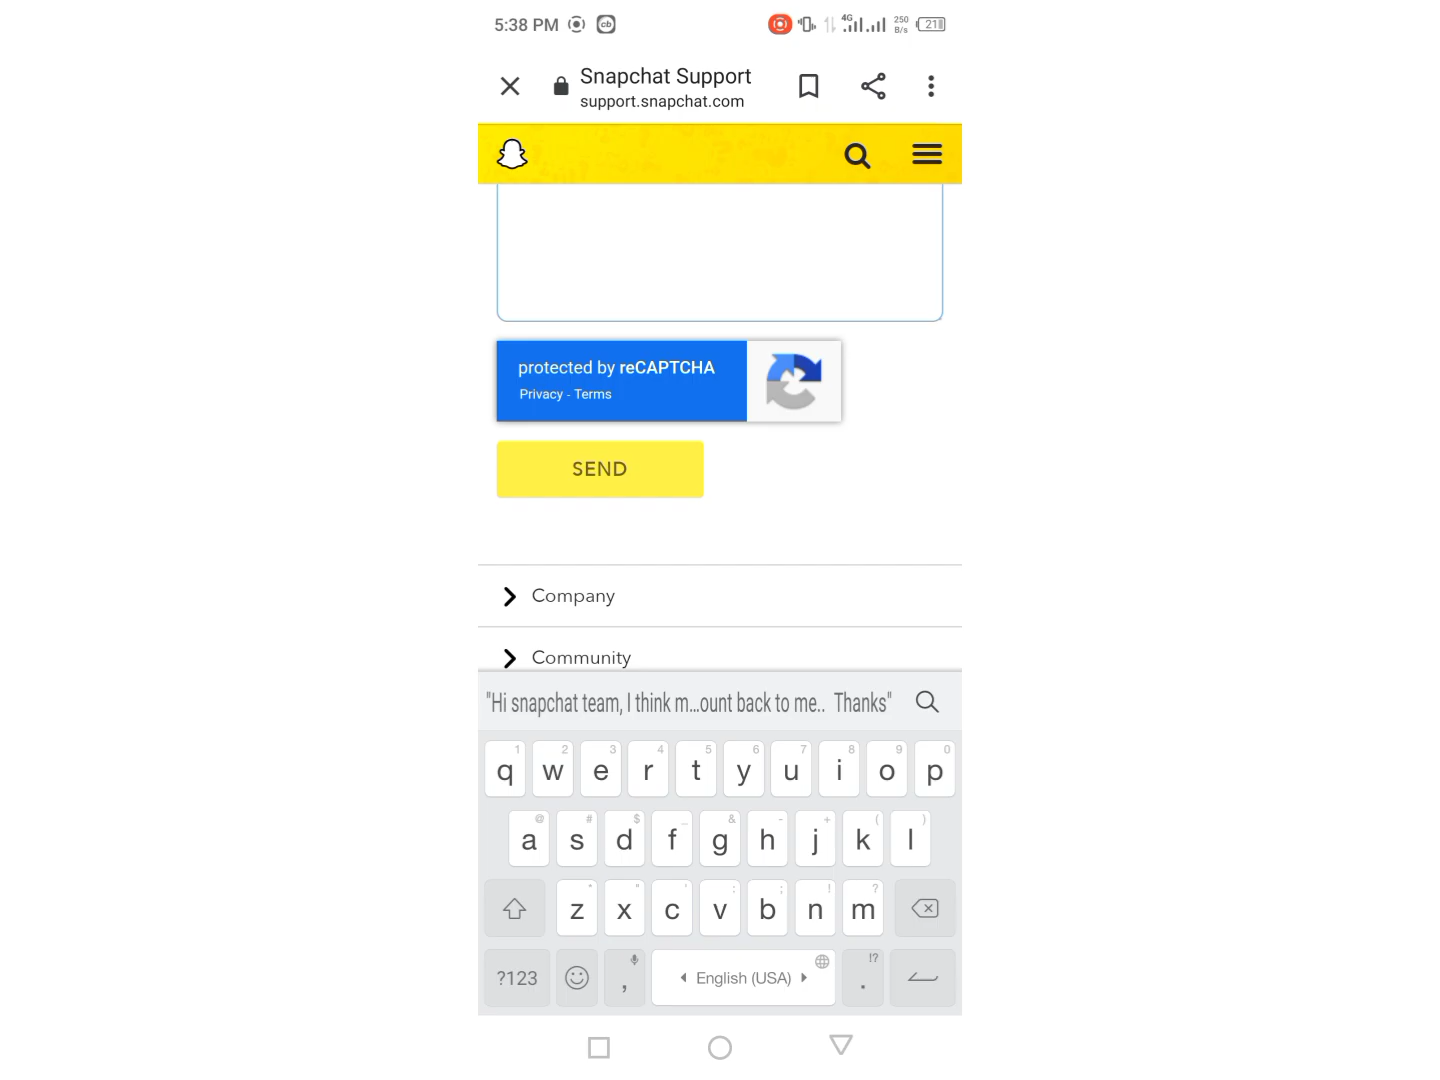 5:38 PM cb 4G 250 B/s 21
Snapchat Support
support.snapchat.com
protected by reCAPTCHA
Privacy - Terms
SEND
Company
Community
"Hi snapchat team, I think m...ount back to me.. Thanks"
1 2 3 4 5 6 7 8 9 0
q w e r t y u i o p
@ # $ _ & - + ( )
a s d f g h j k l
* " ' : ; ! ?
z x c v b n m
!?
?123 , English (USA) .